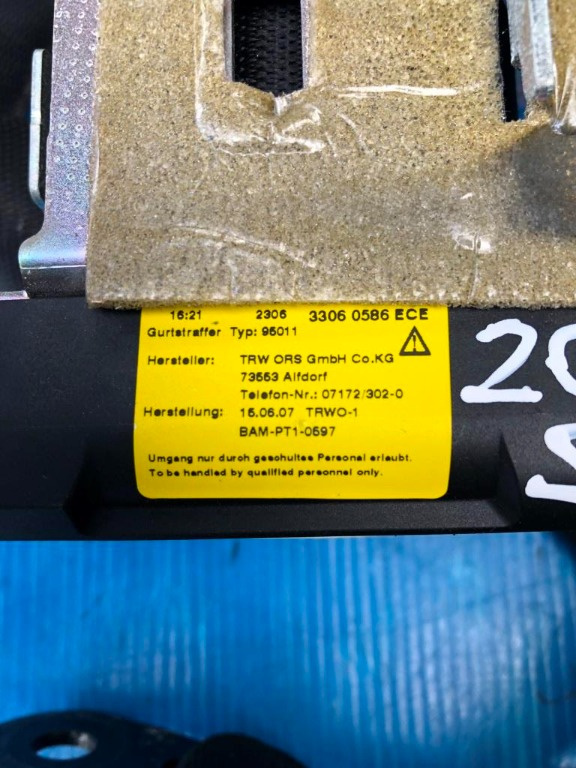 16:21 2306 3306 0586 ECE
Gurtstraffer Typ: 95011
Hersteller: TRW ORS GmbH Co.KG
73553 Alfdorf
Telefon-Nr.: 07172/302-0
Herstellung: 15.06.07 TRWO-1
BAM-PT1-0597
Umgang nur durch geschultes Personal erlaubt.
To be handled by qualified personnel only.
20